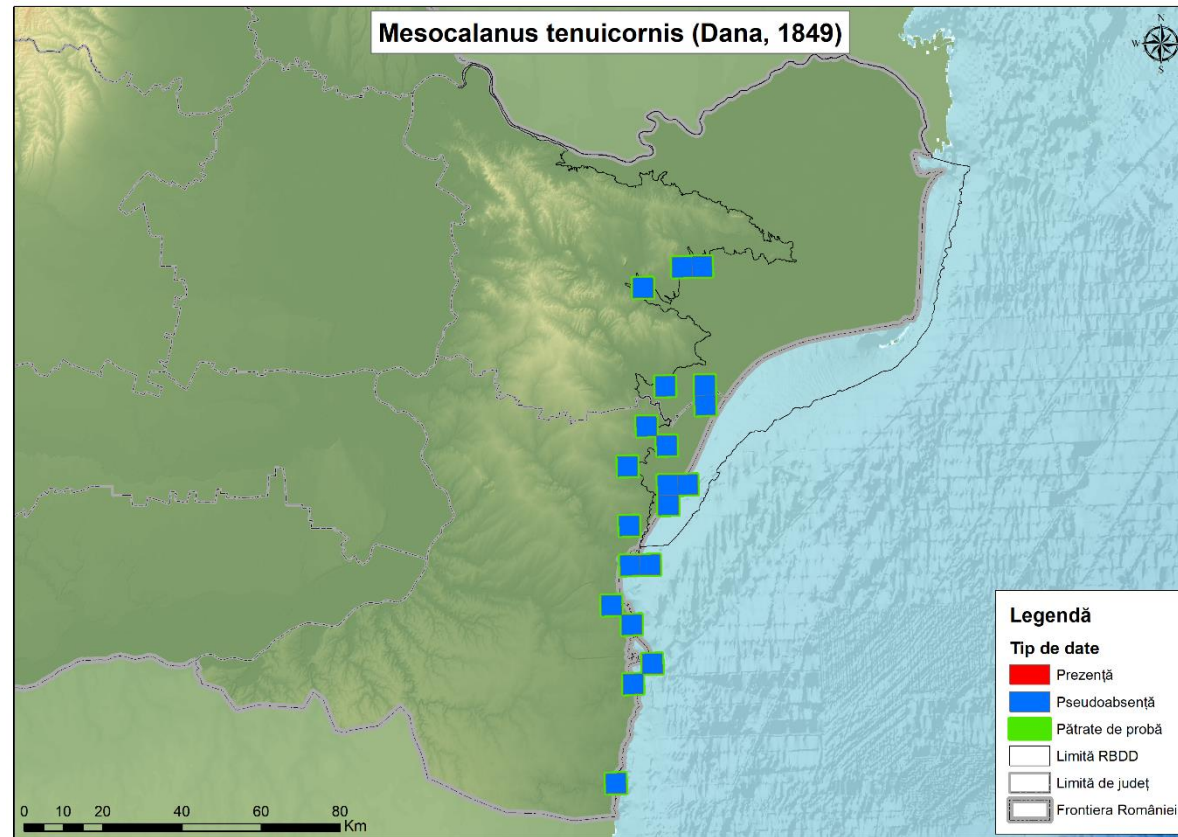 Mesocalanus tenuicornis (Dana, 1849)
N
W E
S
Legendă
Tip de date
Prezență
Pseudoabsență
Pătrate de probă
Limită RBDD
Limită de județ
Frontiera României
0 10 20 40 60 80
Km